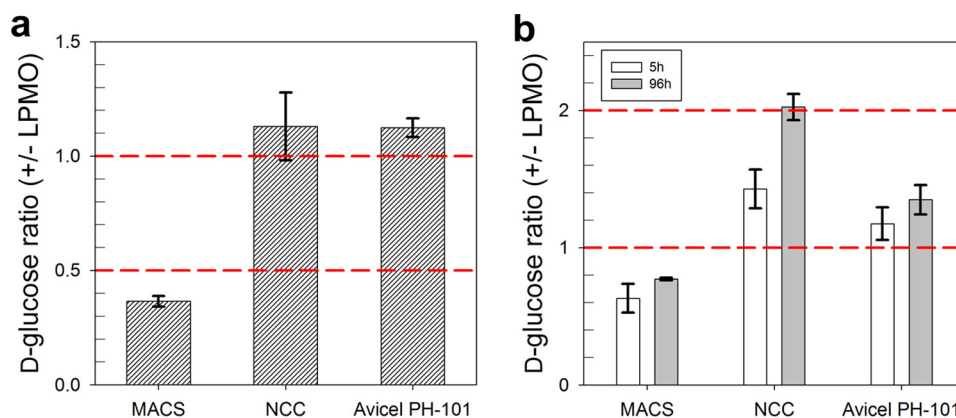 a
D-glucose ratio (+/- LPMO)
1.5
1.0
0.5
0.0
MACS NCC Avicel PH-101
b
D-glucose ratio (+/- LPMO)
5h
96h
2
1
0
MACS NCC Avicel PH-101